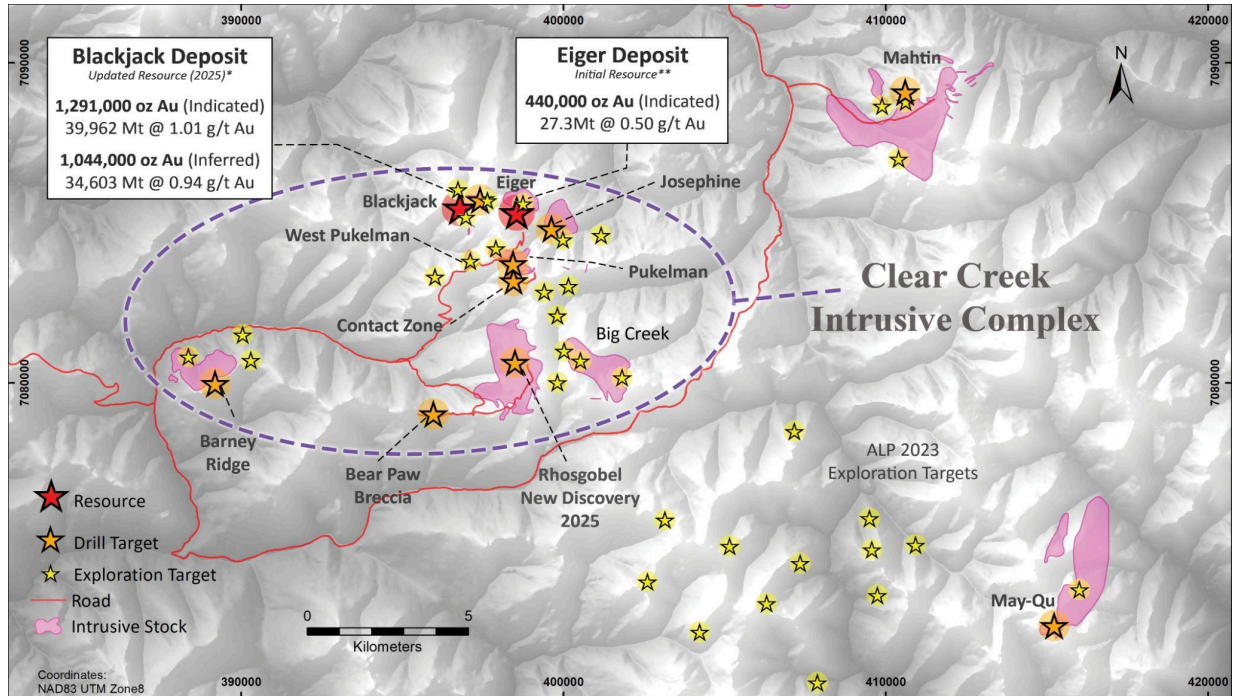 390000
400000
410000
420000
7090000
7090000
Blackjack Deposit
Updated Resource (2025)*
1,291,000 oz Au (Indicated)
39,962 Mt @ 1.01 g/t Au
1,044,000 oz Au (Inferred)
34,603 Mt @ 0.94 g/t Au
Eiger Deposit
Initial Resource**
440,000 oz Au (Indicated)
27.3Mt @ 0.50 g/t Au
Mahtin
N
Eiger
Josephine
Blackjack
West Pukelman
Pukelman
Clear Creek
Intrusive Complex
Contact Zone
Big Creek
7080000
7080000
Barney
Ridge
Bear Paw
Breccia
Rhosgobel
New Discovery
2025
ALP 2023
Exploration Targets
May-Qu
Resource
Drill Target
Exploration Target
Road
Intrusive Stock
0
5
Kilometers
Coordinates:
NAD83 UTM Zone8
390000
400000
410000
420000